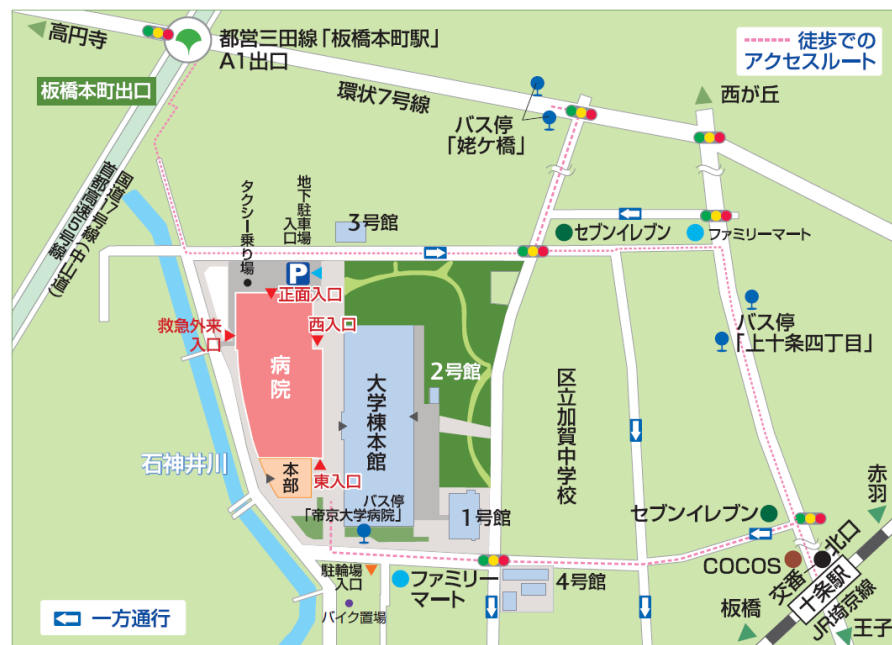 高円寺
都営三田線「板橋本町駅」
A1出口
徒歩での
アクセスルート
板橋本町出口
環状7号線
バス停
「姥ケ橋」
西が丘
国道17号線(中山道)
首都高速5号線
タクシー乗り場
地下駐車場
入口
3号館
セブンイレブン
ファミリーマート
P
正面入口
救急外来
入口
西入口
バス停
「上十条四丁目」
病院
2号館
大学棟本館
区立加賀中学校
石神井川
本部
東入口
バス停
「帝京大学病院」
1号館
セブンイレブン
赤羽
北口
COCOS
交番
十条駅
JR埼京線
駐輪場
入口
ファミリー
マート
4号館
バイク置場
板橋
王子
一方通行